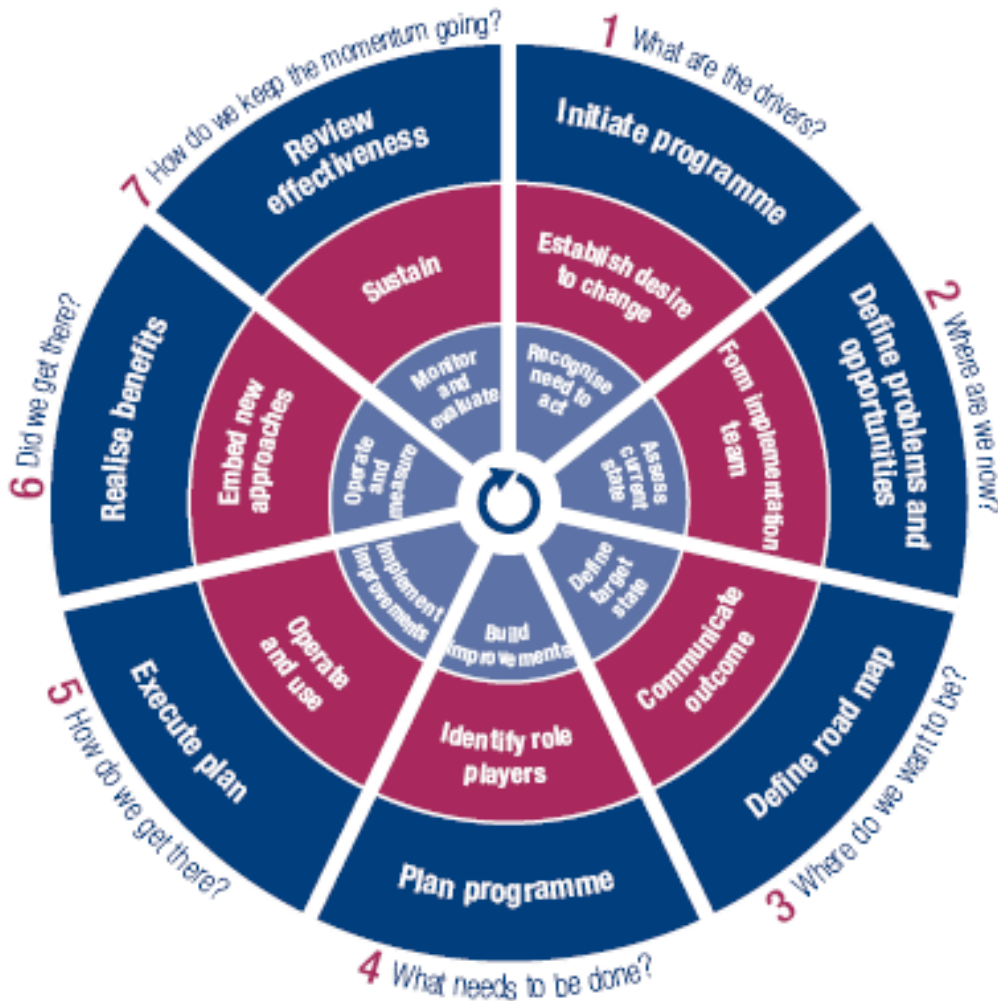 1 What are the drivers?
Initiate programme
Establish desire
to change
Recognise
need to
act
2 Where are we now?
Define problems and
opportunities
Form implementation
team
Assess
current
state
3 Where do we want to be?
Define road map
Communicate
outcome
Define
target
state
4 What needs to be done?
Plan programme
Identify role
players
Build
improvements
5 How do we get there?
Execute plan
Operate
and use
Implement
improvements
6 Did we get there?
Realise benefits
Embed new
approaches
Operate
and
measure
7 How do we keep the momentum going?
Review
effectiveness
Sustain
Monitor
and
evaluate